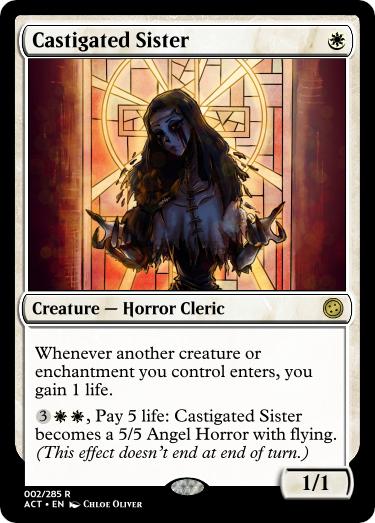 Castigated Sister
Creature — Horror Cleric
Whenever another creature or
enchantment you control enters, you
gain 1 life.
3, Pay 5 life: Castigated Sister
becomes a 5/5 Angel Horror with flying.
(This effect doesn't end at end of turn.)
1/1
002/285 R
ACT • EN Chloe Oliver